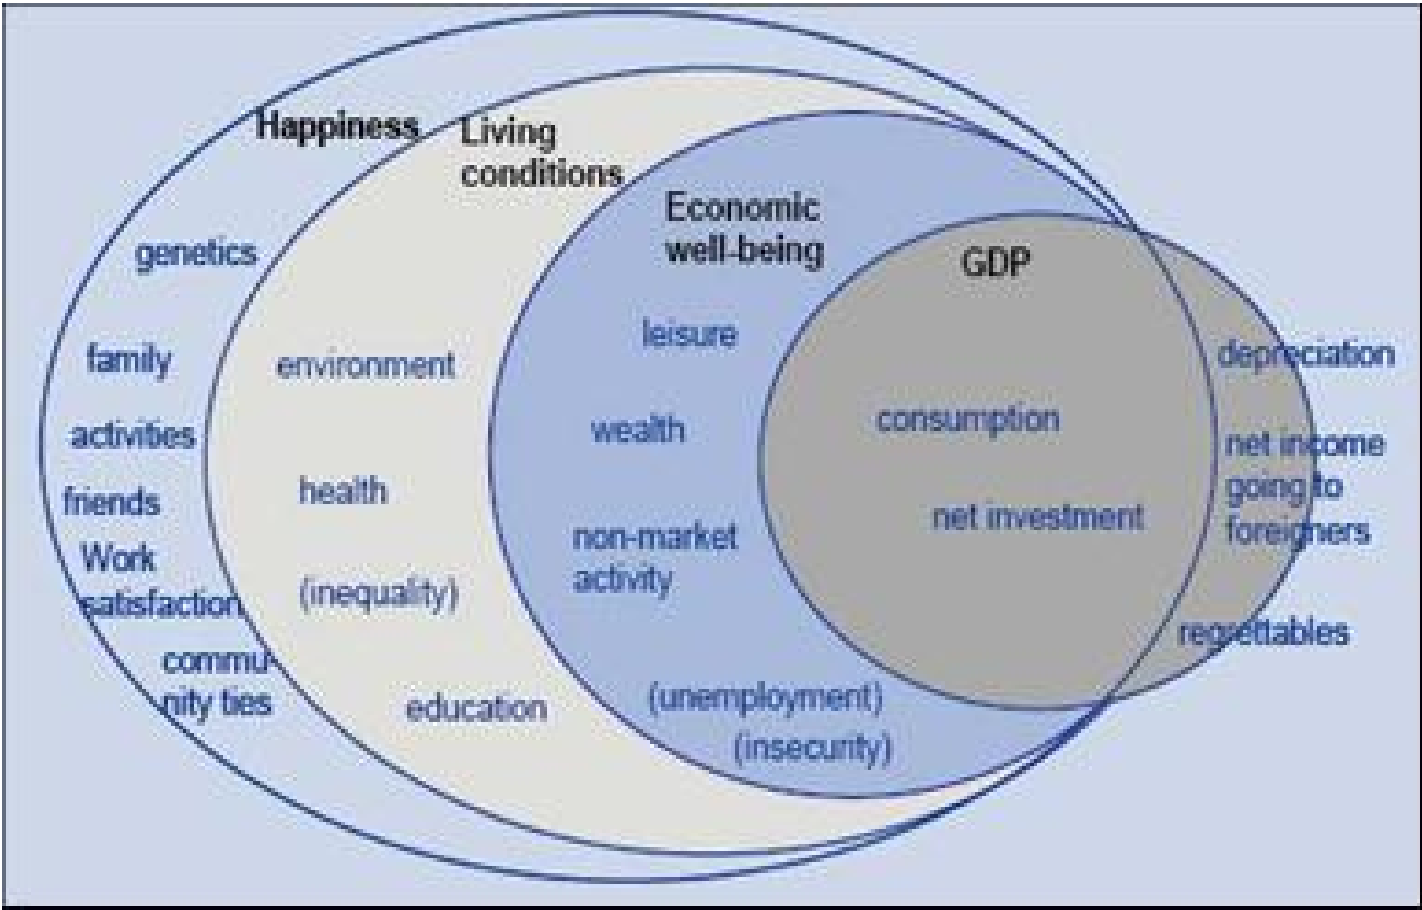 Happiness
genetics
family
activities
friends
Work
satisfaction
commu-
nity ties
Living
conditions
environment
health
(inequality)
education
Economic
well-being
leisure
wealth
non-market
activity
(unemployment)
(insecurity)
GDP
consumption
net investment
depreciation
net income
going to
foreigners
regrettables